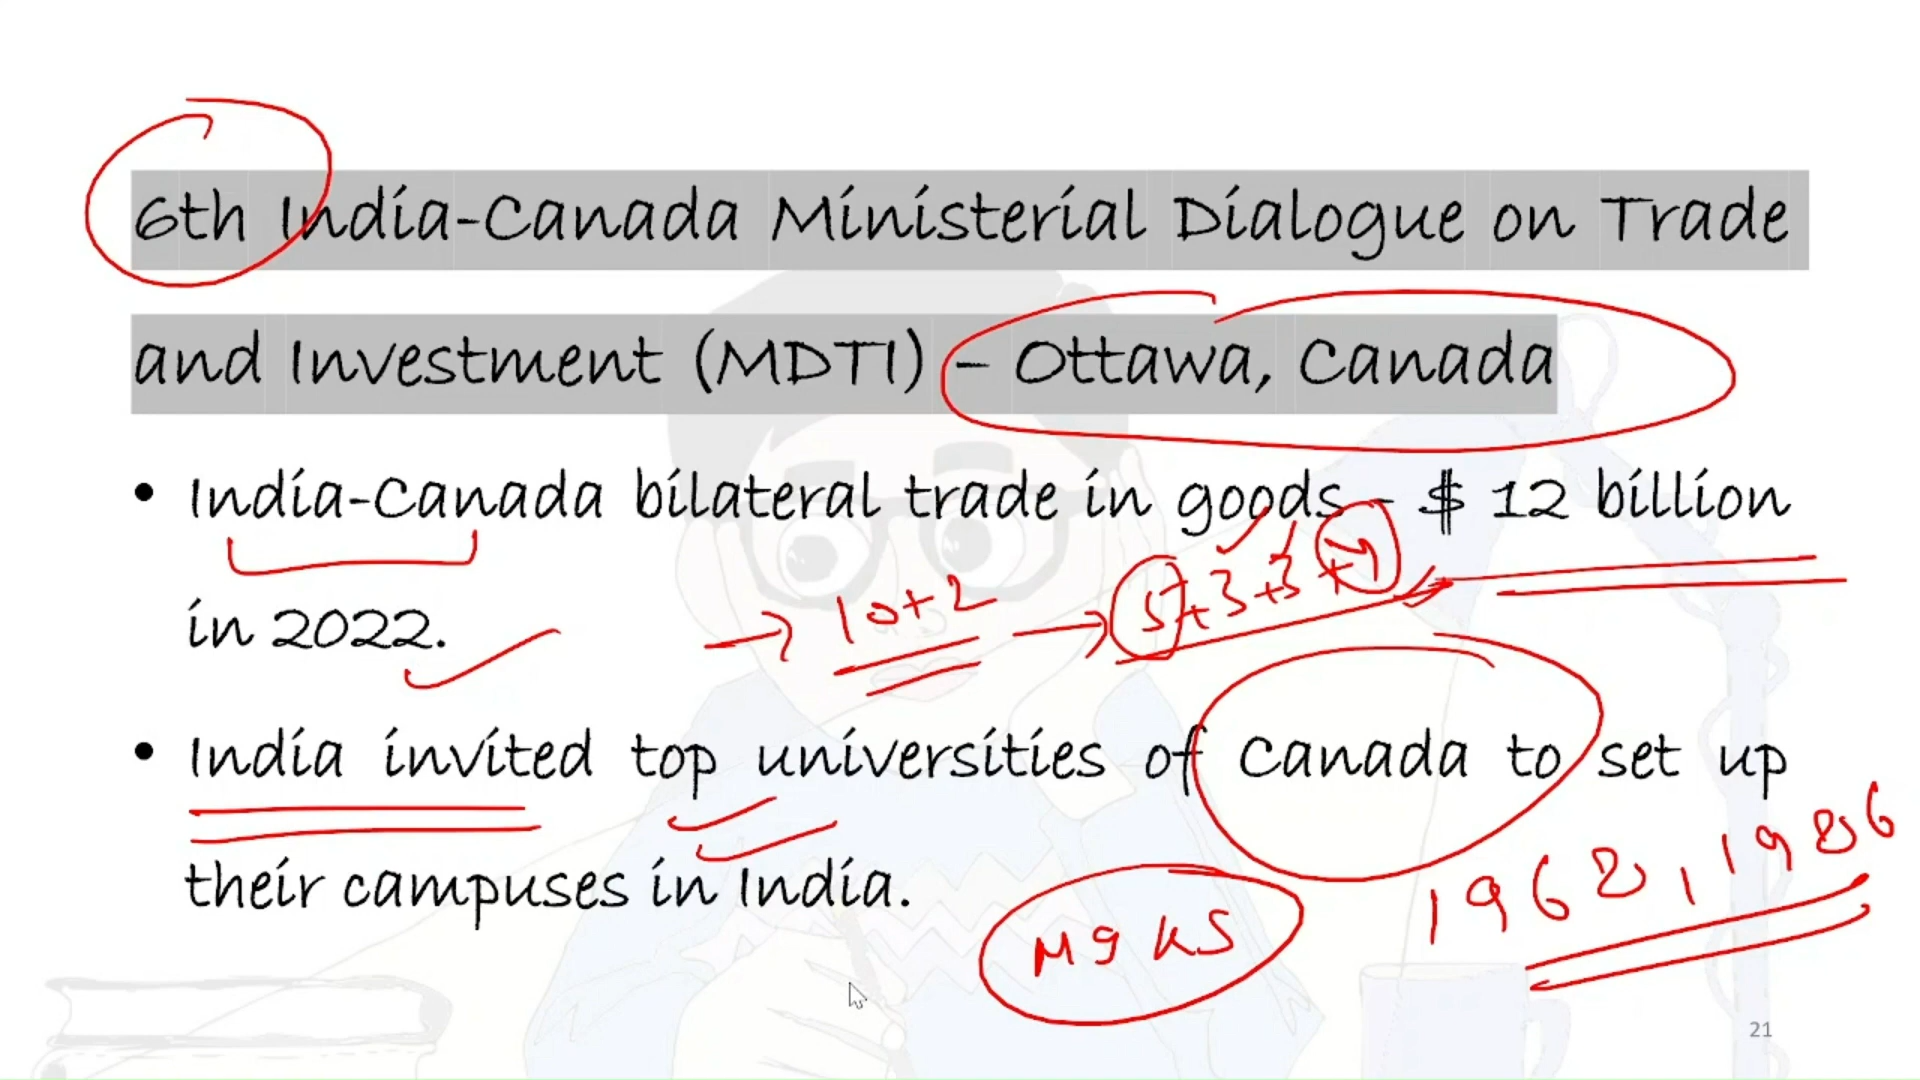 6th India-Canada Ministerial Dialogue on Trade
and Investment (MDTI) – Ottawa, Canada
• India-Canada bilateral trade in goods - $ 12 billion
10+2 → 5+3+3+4
in 2022.
• India invited top universities of Canada to set up
1968, 1986
their campuses in India.
21